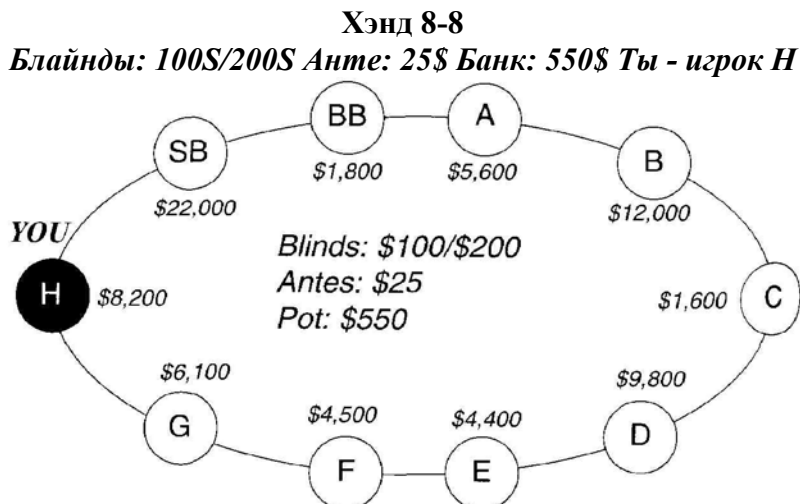 Хэнд 8-8
Блайнды: 100S/200S Анте: 25$ Банк: 550$ Ты - игрок H
BB
A
SB
B
$1,800
$5,600
$22,000
$12,000
YOU
Blinds: $100/$200
Antes: $25
Pot: $550
H
$8,200
$1,600
C
$6,100
$9,800
$4,500
$4,400
G
D
F
E